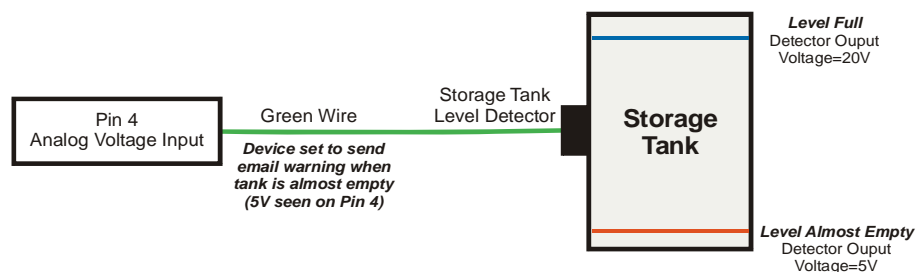 Level Full
Detector Ouput
Voltage=20V
Pin 4
Analog Voltage Input
Green Wire
Device set to send
email warning when
tank is almost empty
(5V seen on Pin 4)
Storage Tank
Level Detector
Storage
Tank
Level Almost Empty
Detector Ouput
Voltage=5V